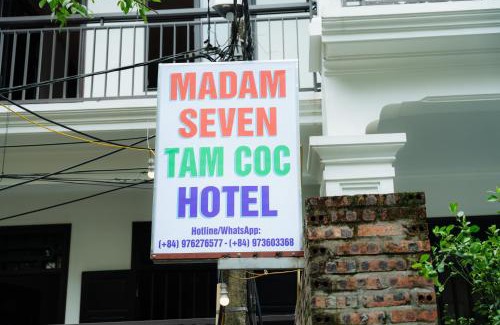 MADAM
SEVEN
TAM COC
HOTEL
Hotline/WhatsApp:
(+84) 976276577 - (+84) 973603368